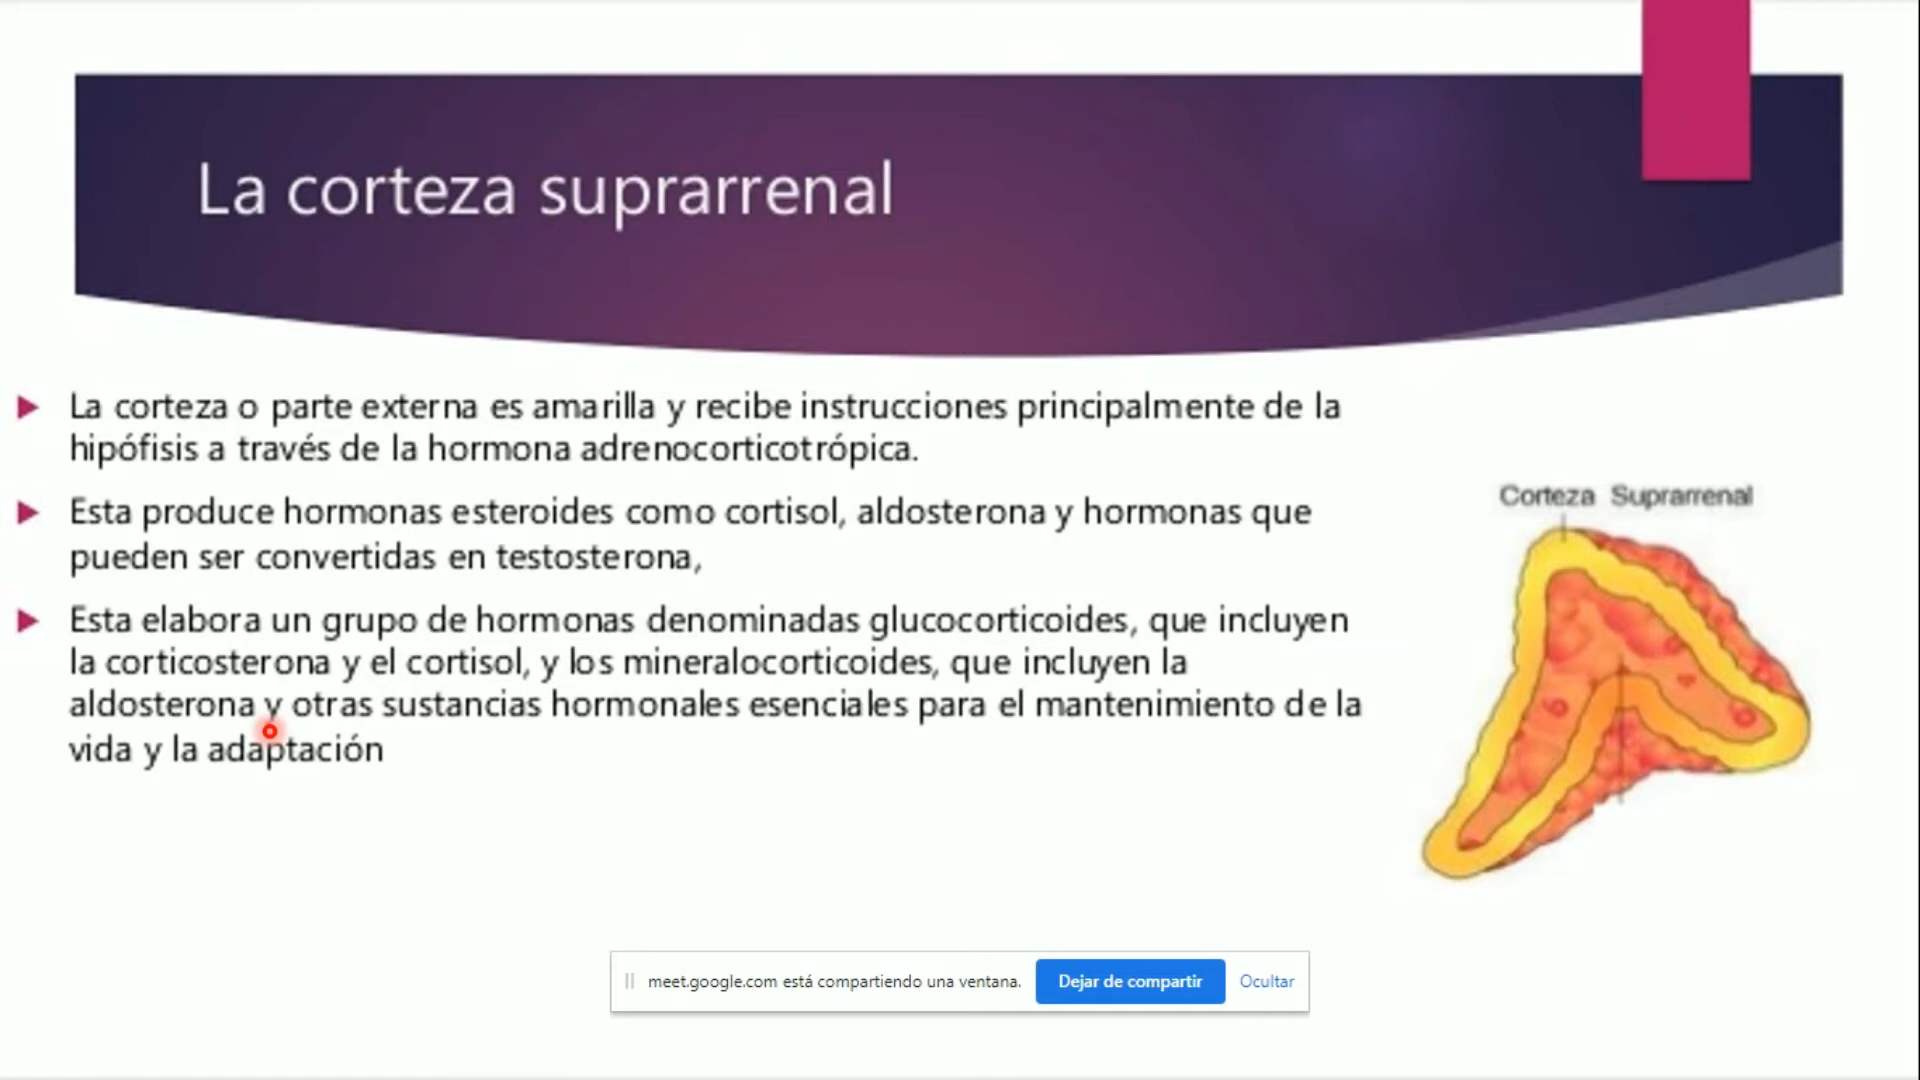 La corteza suprarrenal
La corteza o parte externa es amarilla y recibe instrucciones principalmente de la
hipófisis a través de la hormona adrenocorticotrópica.
Esta produce hormonas esteroides como cortisol, aldosterona y hormonas que
pueden ser convertidas en testosterona,
Esta elabora un grupo de hormonas denominadas glucocorticoides, que incluyen
la corticosterona y el cortisol, y los mineralocorticoides, que incluyen la
aldosterona y otras sustancias hormonales esenciales para el mantenimiento de la
vida y la adaptación
Corteza Suprarrenal
meet.google.com está compartiendo una ventana.
Dejar de compartir
Ocultar